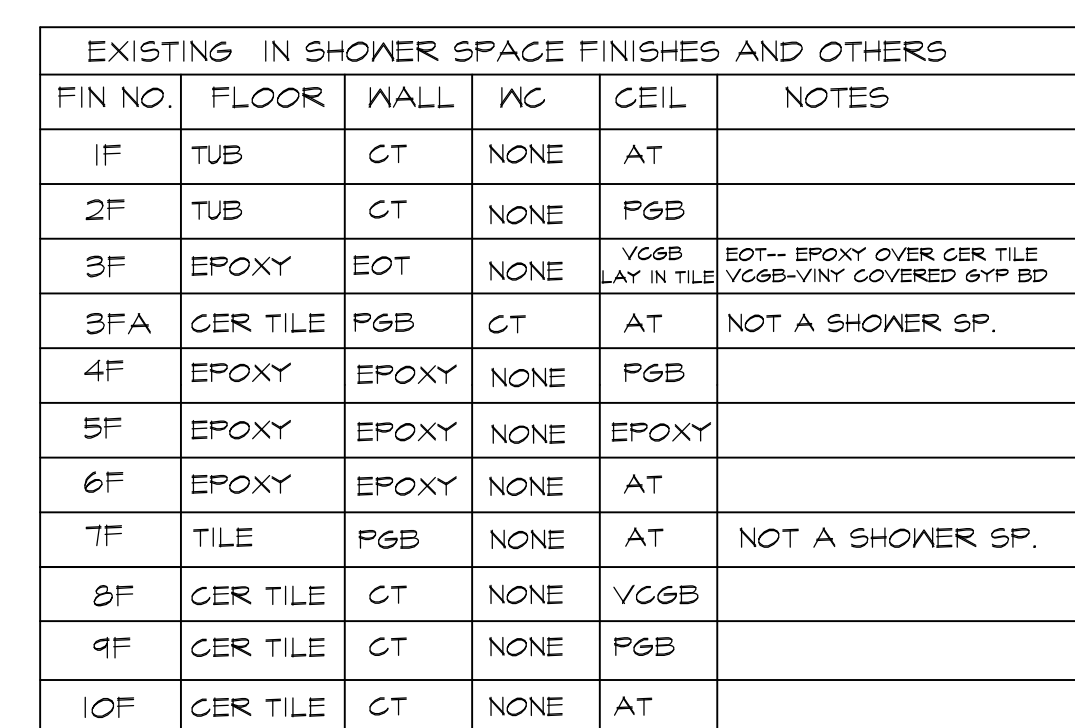 EXISTING IN SHOWER SPACE FINISHES AND OTHERS
FIN NO. FLOOR WALL WC CEIL NOTES
1F TUB CT NONE AT
2F TUB CT NONE PGB
3F EPOXY EOT NONE VCGB LAY IN TILE EOT-- EPOXY OVER CER TILE VCGB-VINY COVERED GYP BD
3FA CER TILE PGB CT AT NOT A SHOWER SP.
4F EPOXY EPOXY NONE PGB
5F EPOXY EPOXY NONE EPOXY
6F EPOXY EPOXY NONE AT
7F TILE PGB NONE AT NOT A SHOWER SP.
8F CER TILE CT NONE VCGB
9F CER TILE CT NONE PGB
10F CER TILE CT NONE AT